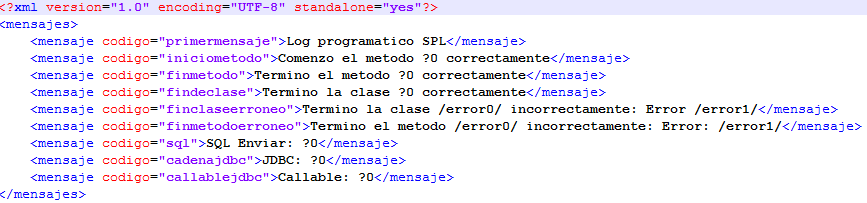 <?xml version="1.0" encoding="UTF-8" standalone="yes"?>
<mensajes>
    <mensaje codigo="primermensaje">Log programatico SPL</mensaje>
    <mensaje codigo="iniciometodo">Comenzo el metodo ?0 correctamente</mensaje>
    <mensaje codigo="finmetodo">Termino el metodo ?0 correctamente</mensaje>
    <mensaje codigo="findeclase">Termino la clase ?0 correctamente</mensaje>
    <mensaje codigo="finclaseerroneo">Termino la clase /error0/ incorrectamente: Error /error1/</mensaje>
    <mensaje codigo="finmetodoerroneo">Termino el metodo /error0/ incorrectamente: Error: /error1/</mensaje>
    <mensaje codigo="sql">SQL Enviar: ?0</mensaje>
    <mensaje codigo="cadenajdbc">JDBC: ?0</mensaje>
    <mensaje codigo="callablejdbc">Callable: ?0</mensaje>
</mensajes>